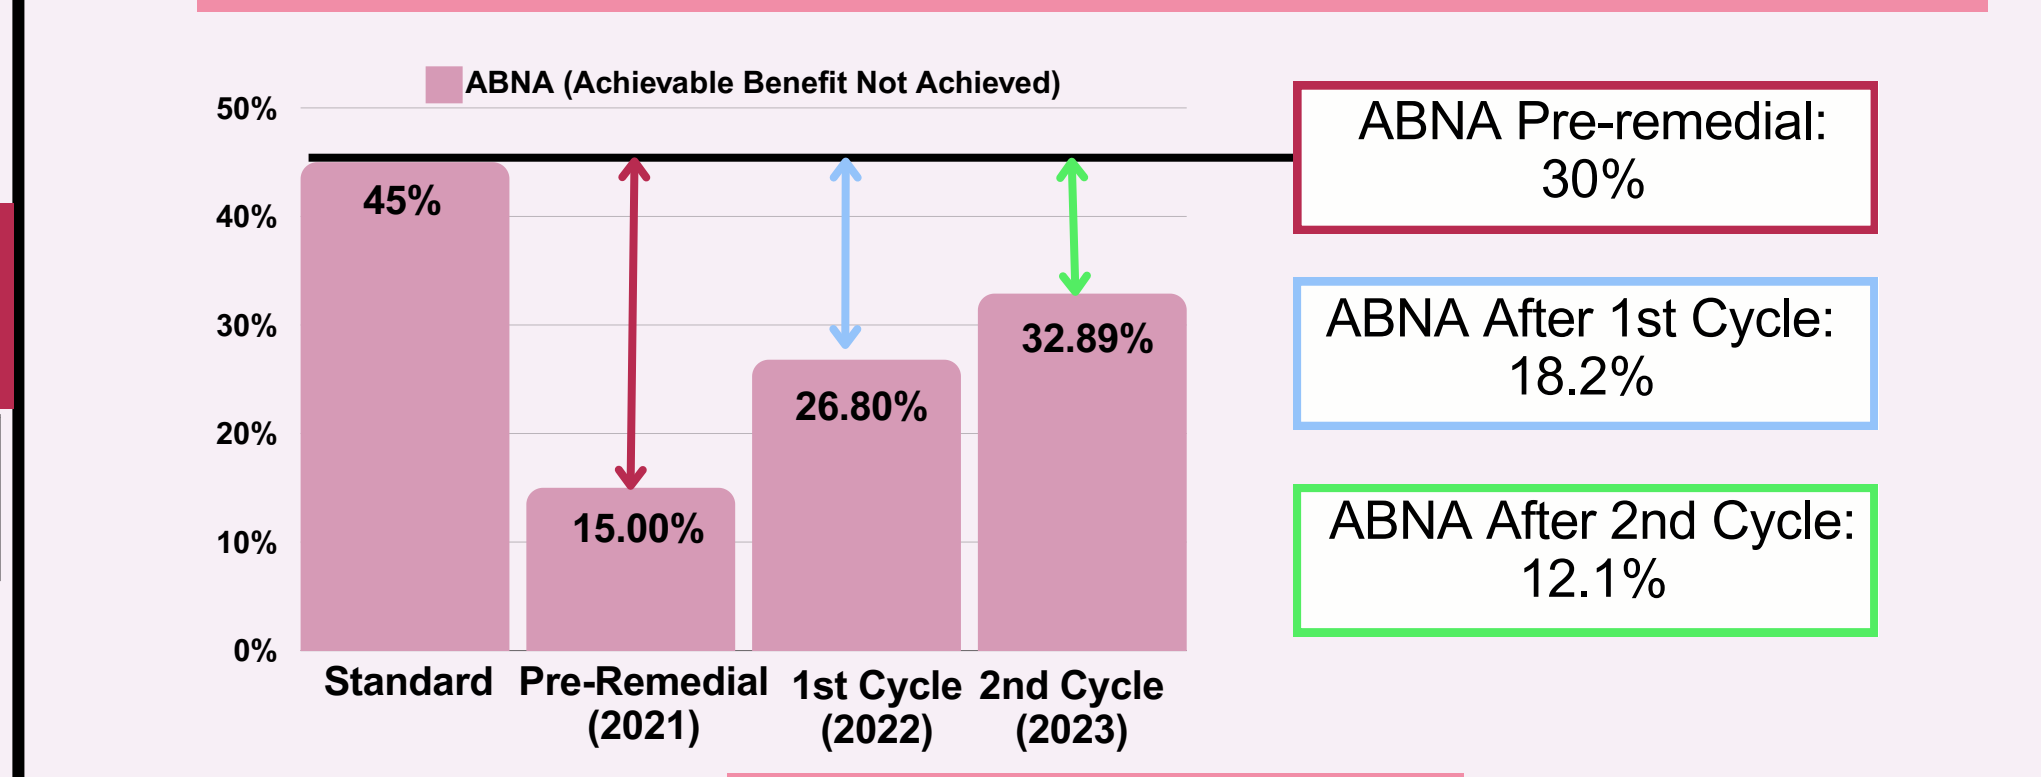 ABNA (Achievable Benefit Not Achieved)
50%
40%
30%
20%
10%
0%
45%
15.00%
26.80%
32.89%
Standard
Pre-Remedial
(2021)
1st Cycle
(2022)
2nd Cycle
(2023)
ABNA Pre-remedial:
30%
ABNA After 1st Cycle:
18.2%
ABNA After 2nd Cycle:
12.1%